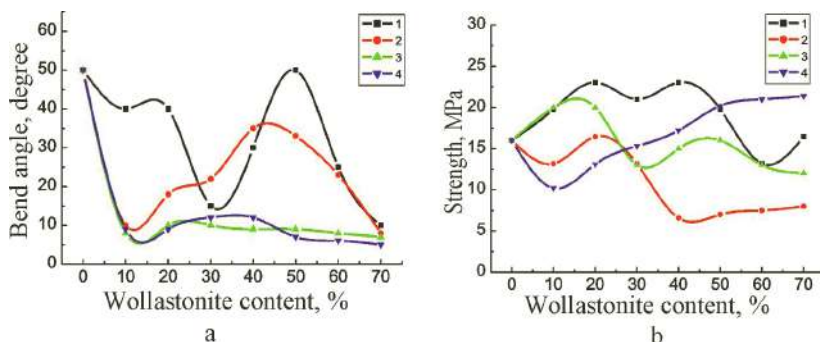 60
50
40
30
20
10
0
Bend angle, degree
0 10 20 30 40 50 60 70
Wollastonite content, %
1
2
3
4
a
25
20
15
10
5
0
Strength, MPa
0 10 20 30 40 50 60 70
Wollastonite content, %
1
2
3
4
b